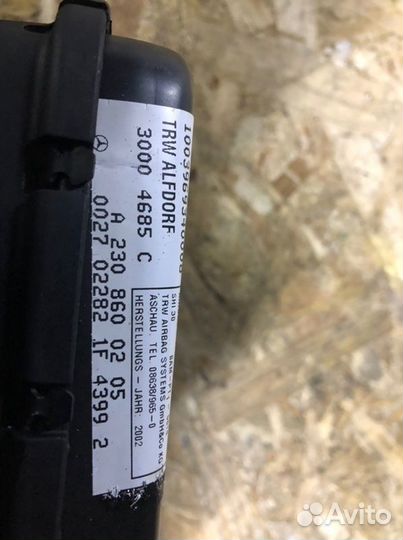 TRW ALFDORF
3000 4685 C
A 230 860 02 05
0027 02282 1F 4399 2
TRW AIRBAG SYSTEMS GmbH&Co KG
ASCHAU. TEL. 08638/965-0
HERSTELLUNGS - JAHR 2002
Avito